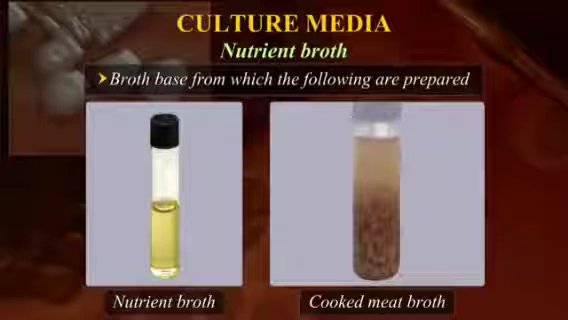 CULTURE MEDIA
Nutrient broth
Broth base from which the following are prepared
Nutrient broth
Cooked meat broth